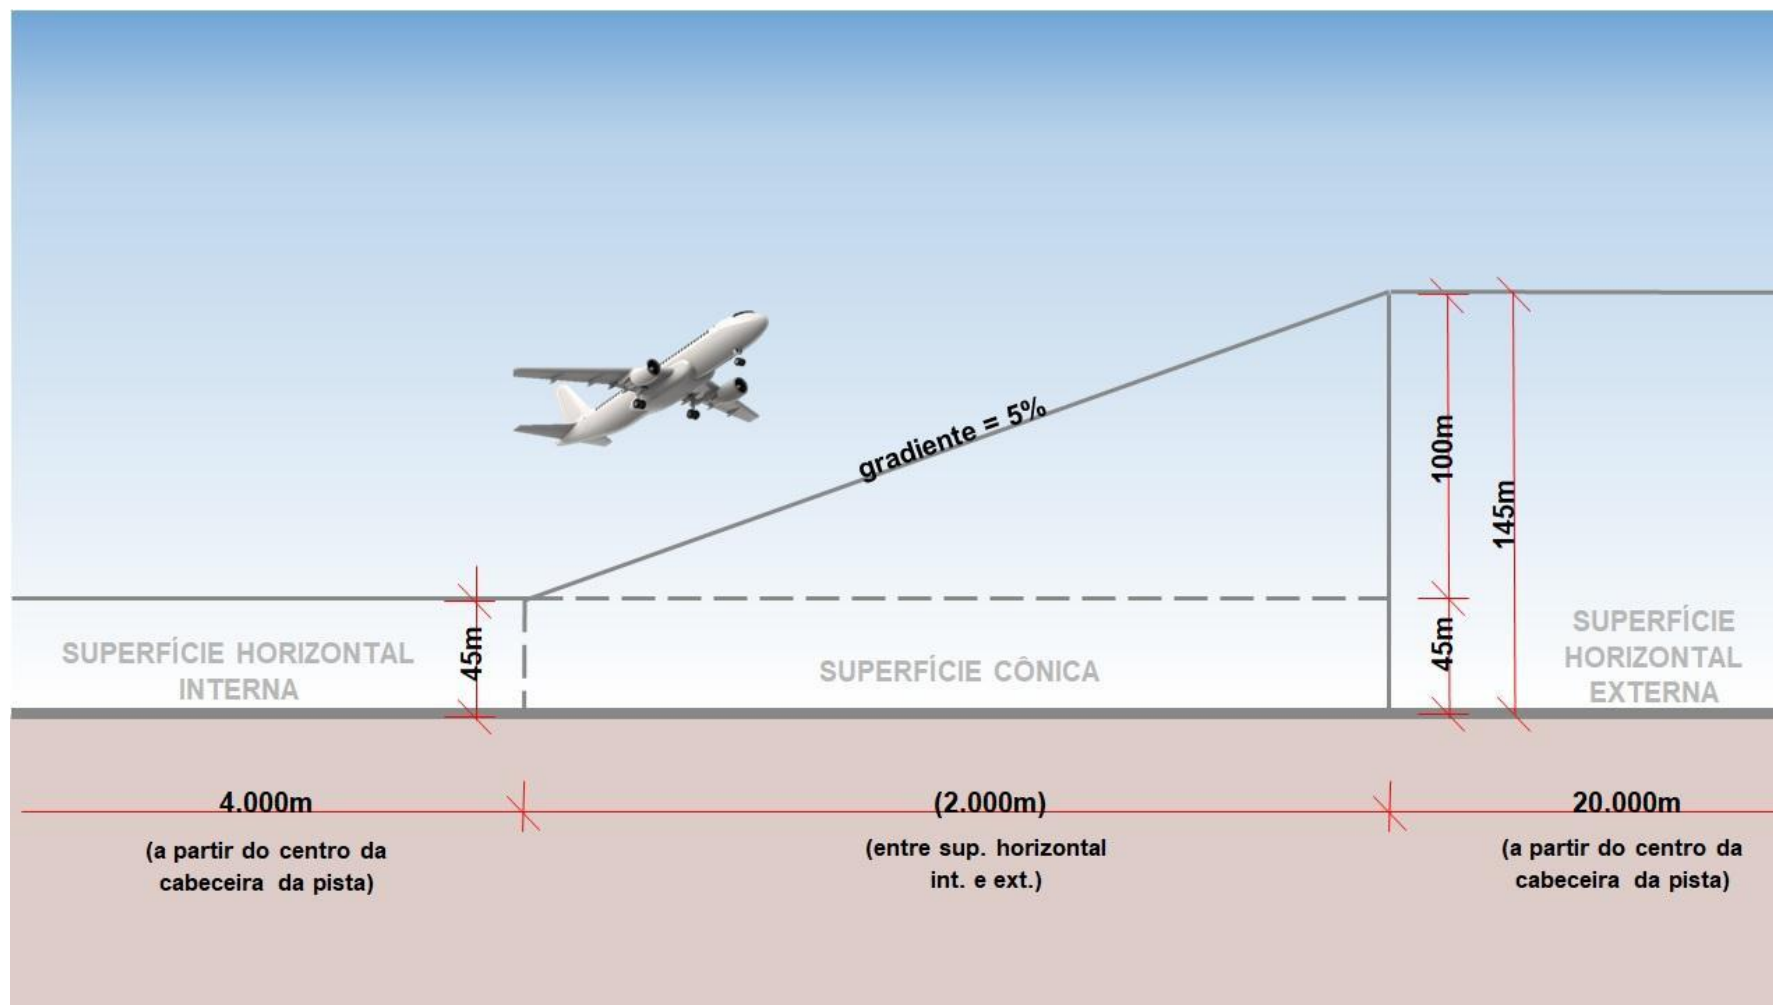 gradiente = 5%
100m
145m
45m
45m
SUPERFÍCIE HORIZONTAL
INTERNA
SUPERFÍCIE CÔNICA
SUPERFÍCIE
HORIZONTAL
EXTERNA
4.000m
(a partir do centro da
cabeceira da pista)
(2.000m)
(entre sup. horizontal
int. e ext.)
20.000m
(a partir do centro da
cabeceira da pista)